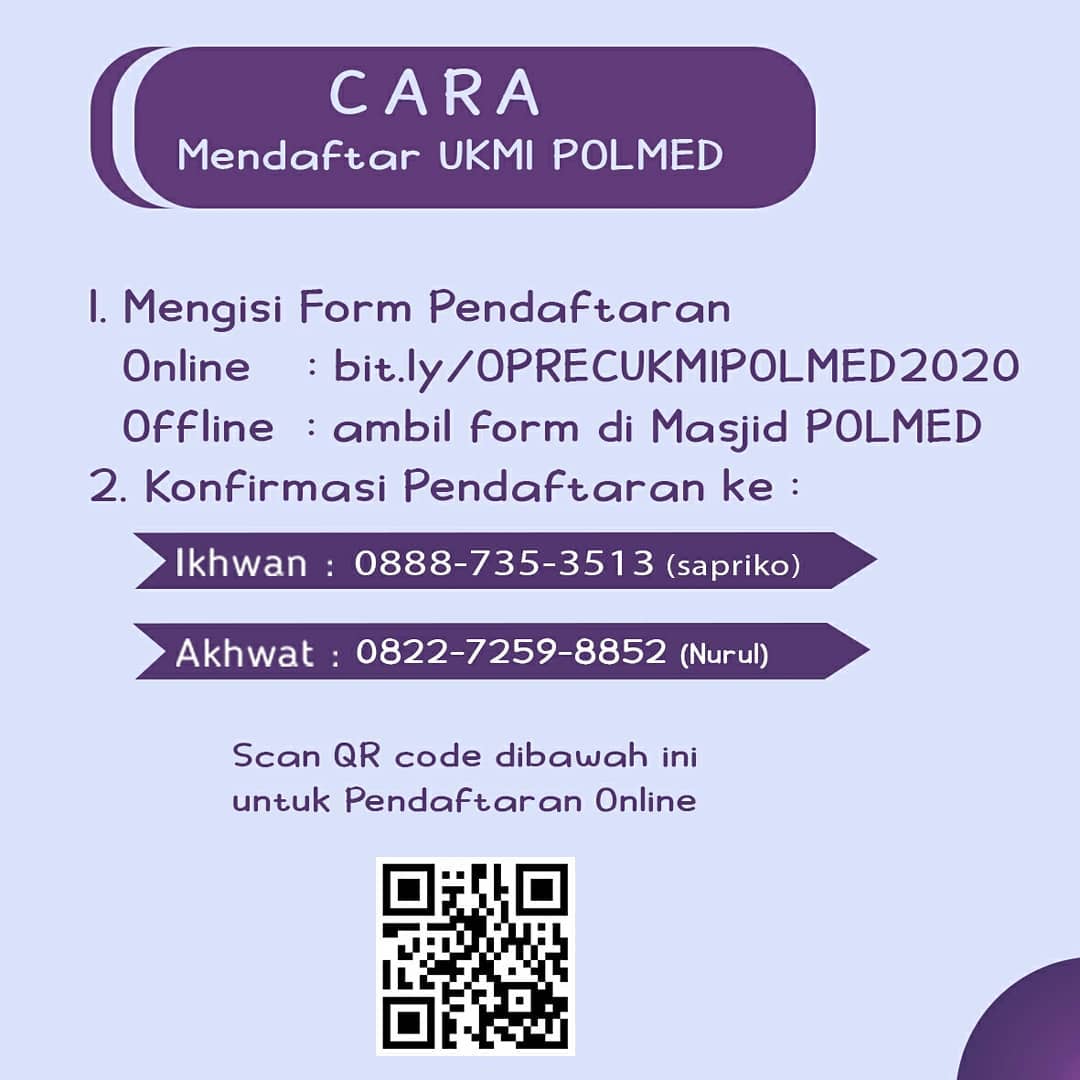 CARA
Mendaftar UKMI POLMED
1. Mengisi Form Pendaftaran
Online : bit.ly/OPRECUKMIPOLMED2020
Offline : ambil form di Masjid POLMED
2. Konfirmasi Pendaftaran ke :
Ikhwan : 0888-735-3513 (sapriko)
Akhwat : 0822-7259-8852 (Nurul)
Scan QR code dibawah ini
untuk Pendaftaran Online